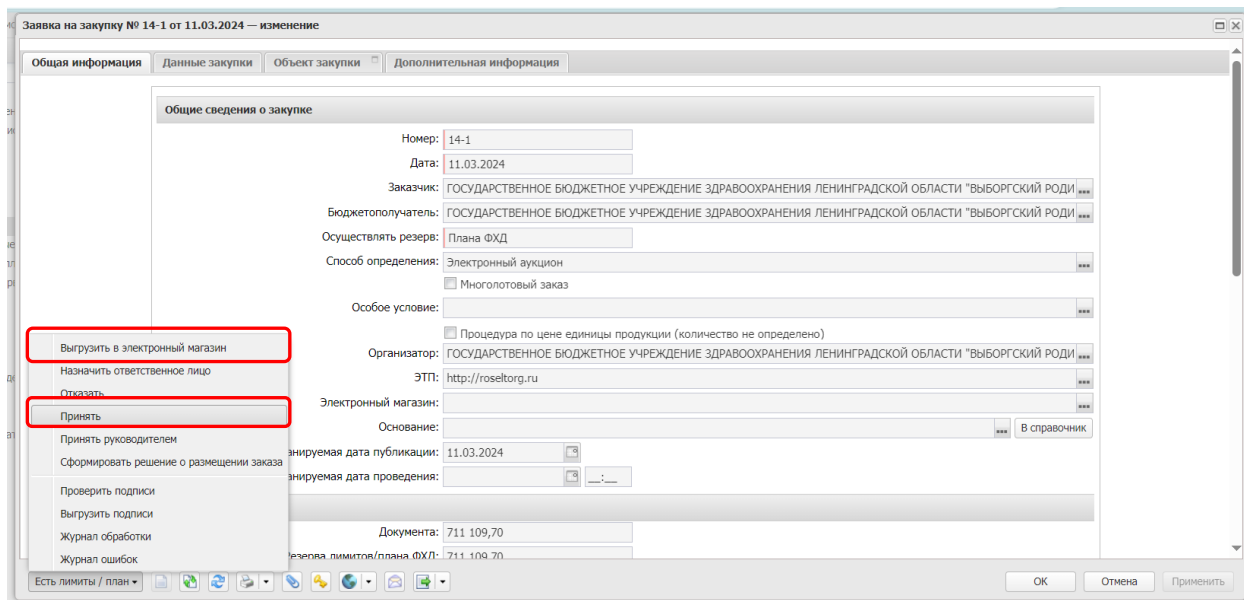 Заявка на закупку № 14-1 от 11.03.2024 — изменение
Общая информация Данные закупки Объект закупки Дополнительная информация
Общие сведения о закупке
Номер: 14-1
Дата: 11.03.2024
Заказчик: ГОСУДАРСТВЕННОЕ БЮДЖЕТНОЕ УЧРЕЖДЕНИЕ ЗДРАВООХРАНЕНИЯ ЛЕНИНГРАДСКОЙ ОБЛАСТИ "ВЫБОРГСКИЙ РОДИ ...
Бюджетополучатель: ГОСУДАРСТВЕННОЕ БЮДЖЕТНОЕ УЧРЕЖДЕНИЕ ЗДРАВООХРАНЕНИЯ ЛЕНИНГРАДСКОЙ ОБЛАСТИ "ВЫБОРГСКИЙ РОДИ ...
Осуществлять резерв: Плана ФХД
Способ определения: Электронный аукцион ...
Многолотовый заказ
Особое условие: ...
Процедура по цене единицы продукции (количество не определено)
Организатор: ГОСУДАРСТВЕННОЕ БЮДЖЕТНОЕ УЧРЕЖДЕНИЕ ЗДРАВООХРАНЕНИЯ ЛЕНИНГРАДСКОЙ ОБЛАСТИ "ВЫБОРГСКИЙ РОДИ ...
ЭТП: http://roseltorg.ru ...
Электронный магазин: ...
Основание: ... В справочник
анируемая дата публикации: 11.03.2024
анируемая дата проведения: __:__
Документа: 711 109,70
Резерва лимитов/плана ФХД: 711 109,70
Выгрузить в электронный магазин
Назначить ответственное лицо
Отказать
Принять
Принять руководителем
Сформировать решение о размещении заказа
Проверить подписи
Выгрузить подписи
Журнал обработки
Журнал ошибок
Есть лимиты / план
ОК Отмена Применить